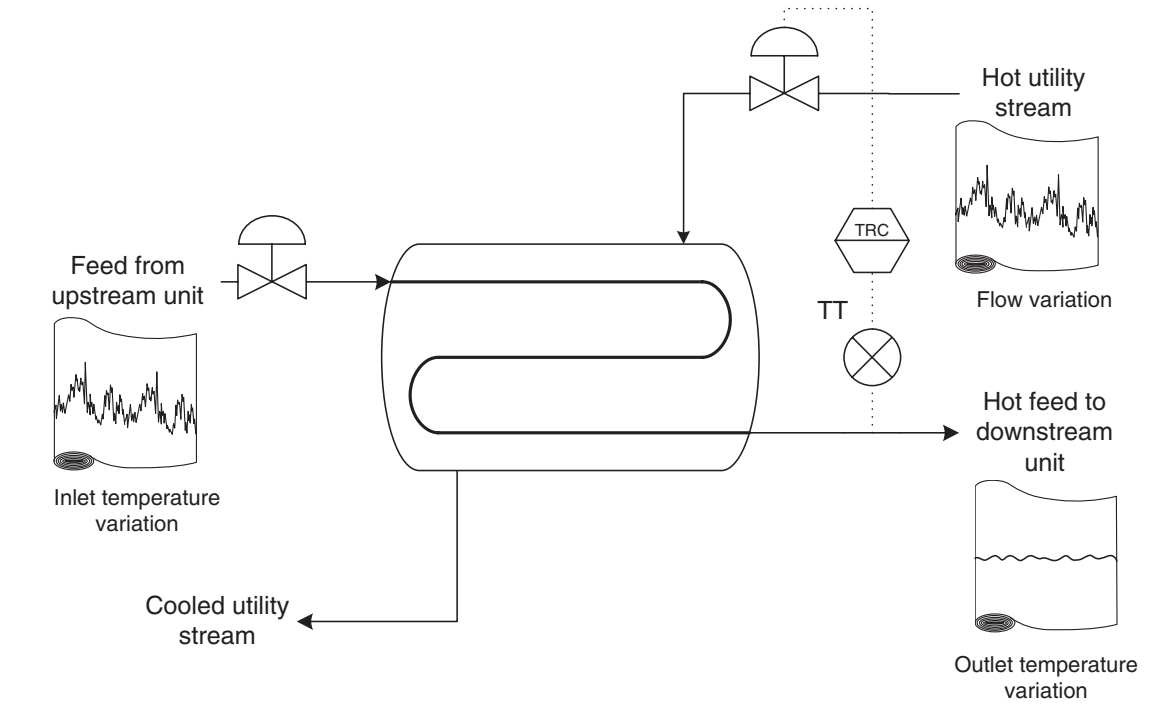 Hot utility
stream
TRC
Flow variation
Feed from
upstream unit
TT
Inlet temperature
variation
Hot feed to
downstream
unit
Cooled utility
stream
Outlet temperature
variation